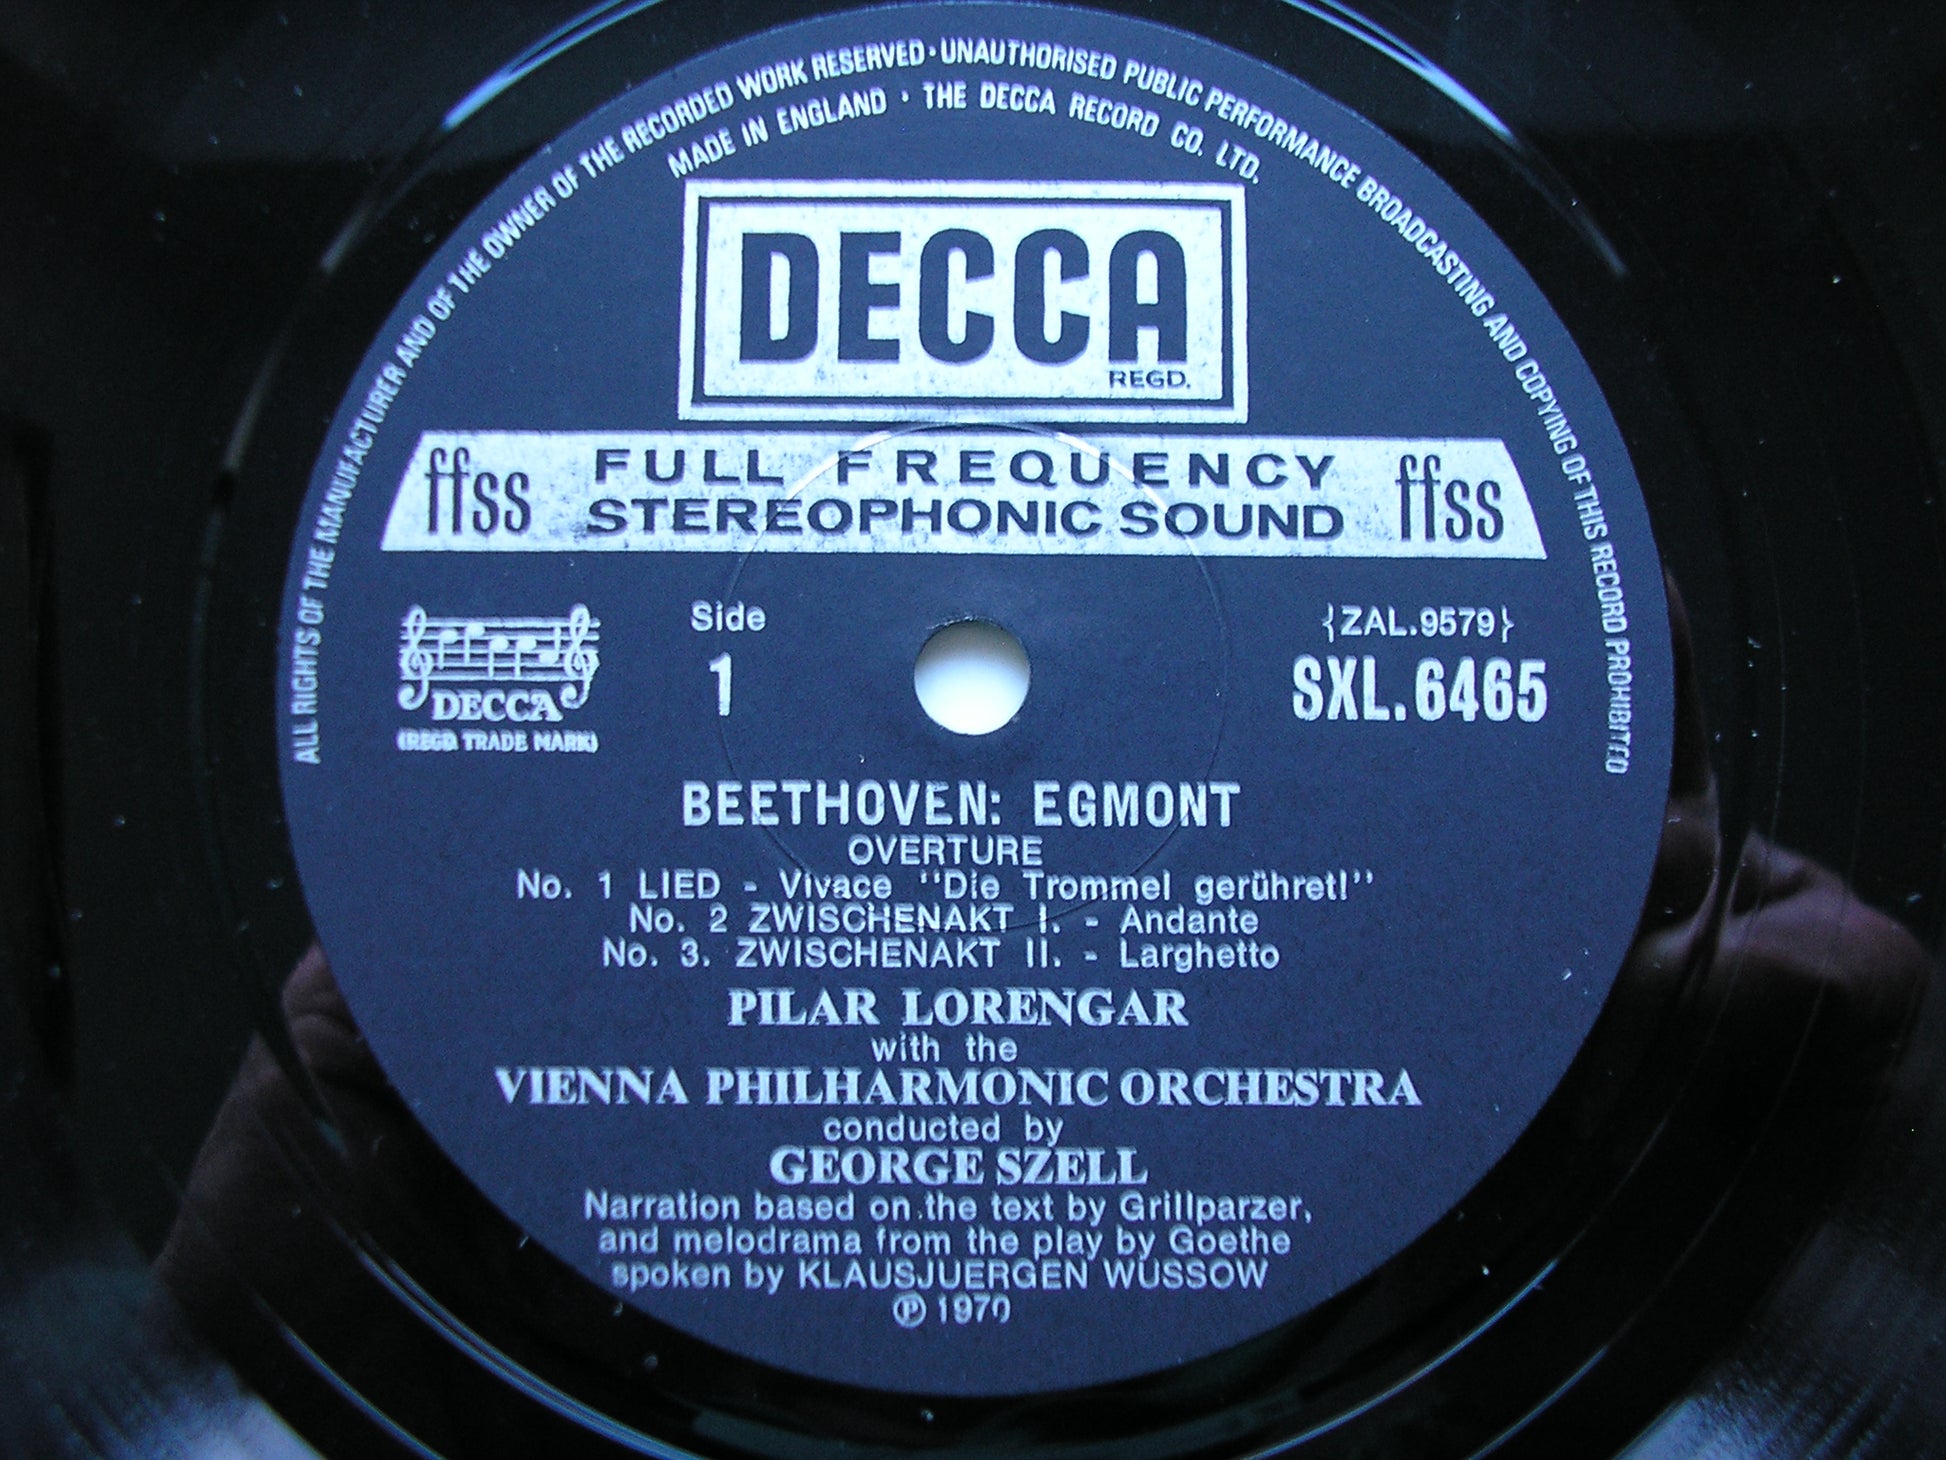 ALL RIGHTS OF THE MANUFACTURER AND OF THE OWNER OF THE RECORDED WORK RESERVED · UNAUTHORISED PUBLIC PERFORMANCE BROADCASTING AND COPYING OF THIS RECORD PROHIBITED
MADE IN ENGLAND · THE DECCA RECORD CO. LTD.
DECCA
REGD.
ffss FULL FREQUENCY STEREOPHONIC SOUND ffss
DECCA
(REGD. TRADE MARK)
Side
1
{ZAL.9579}
SXL.6465
BEETHOVEN: EGMONT
OVERTURE
No. 1 LIED - Vivace "Die Trommel gerühret!"
No. 2 ZWISCHENAKT I. - Andante
No. 3. ZWISCHENAKT II. - Larghetto
PILAR LORENGAR
with the
VIENNA PHILHARMONIC ORCHESTRA
conducted by
GEORGE SZELL
Narration based on the text by Grillparzer,
and melodrama from the play by Goethe
spoken by KLAUSJUERGEN WUSSOW
℗ 1970